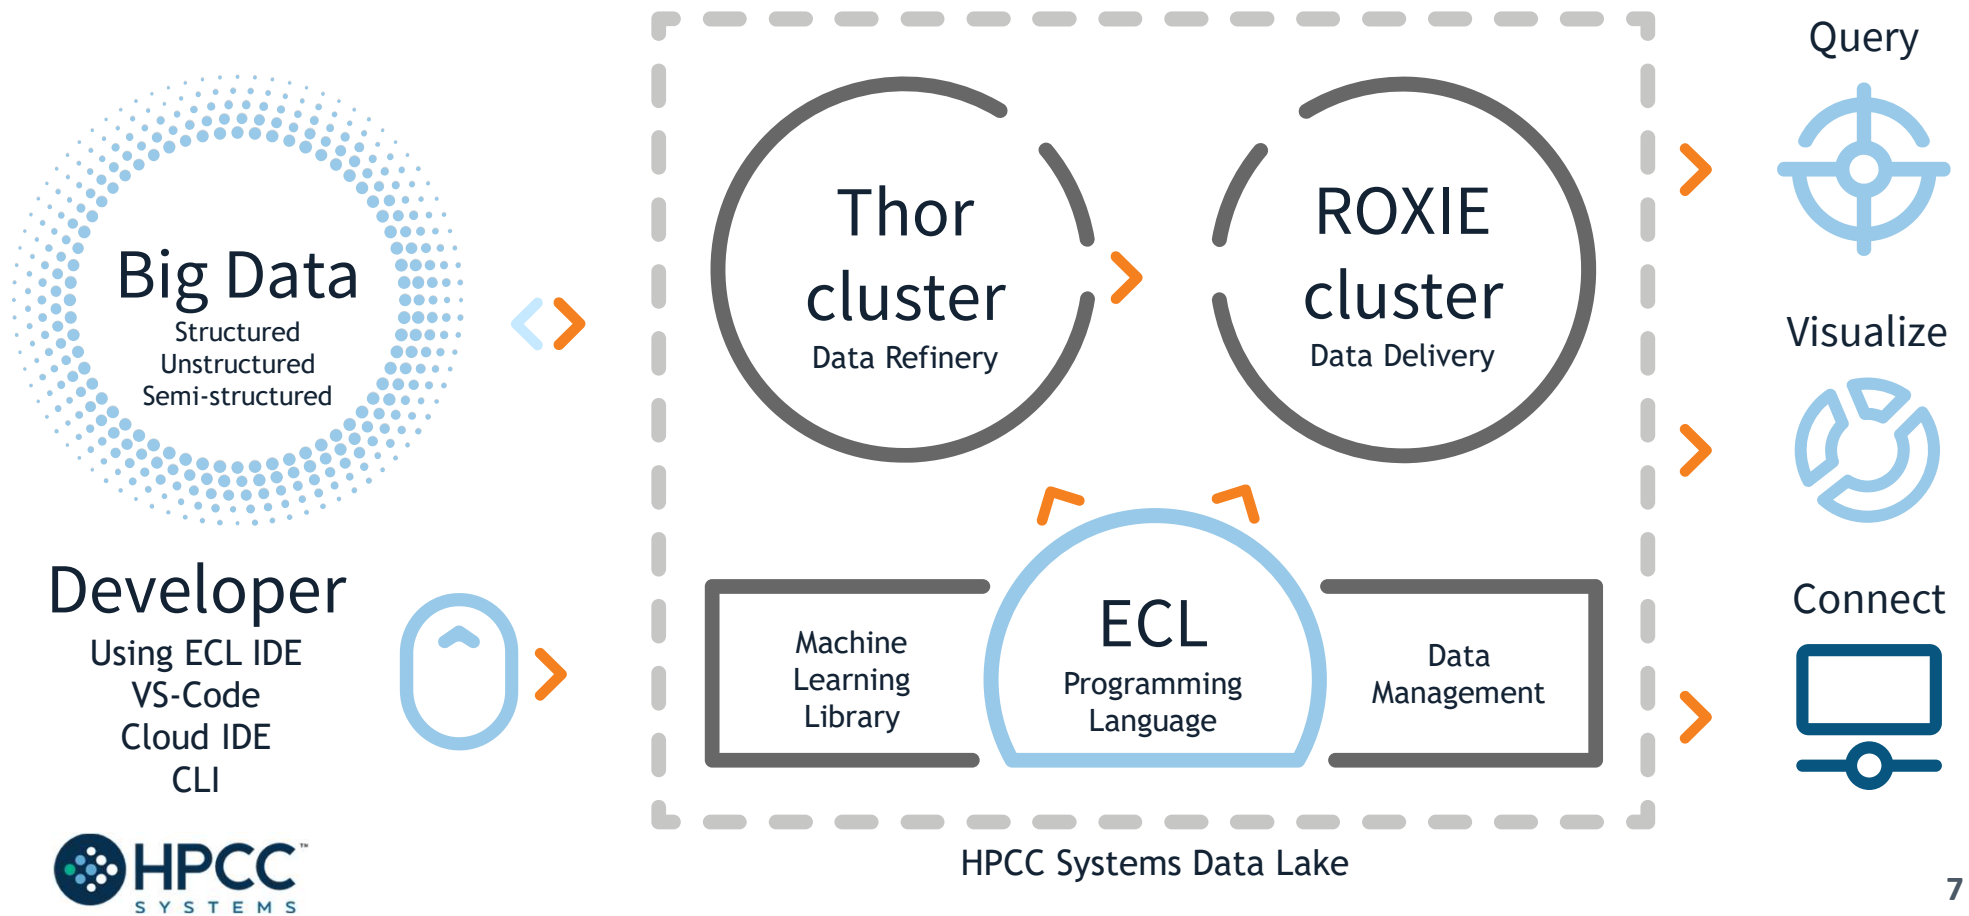 Big Data
Structured
Unstructured
Semi-structured
Developer
Using ECL IDE
VS-Code
Cloud IDE
CLI
HPCC™
SYSTEMS
Thor
cluster
Data Refinery
ROXIE
cluster
Data Delivery
Machine
Learning
Library
ECL
Programming
Language
Data
Management
HPCC Systems Data Lake
Query
Visualize
Connect
7